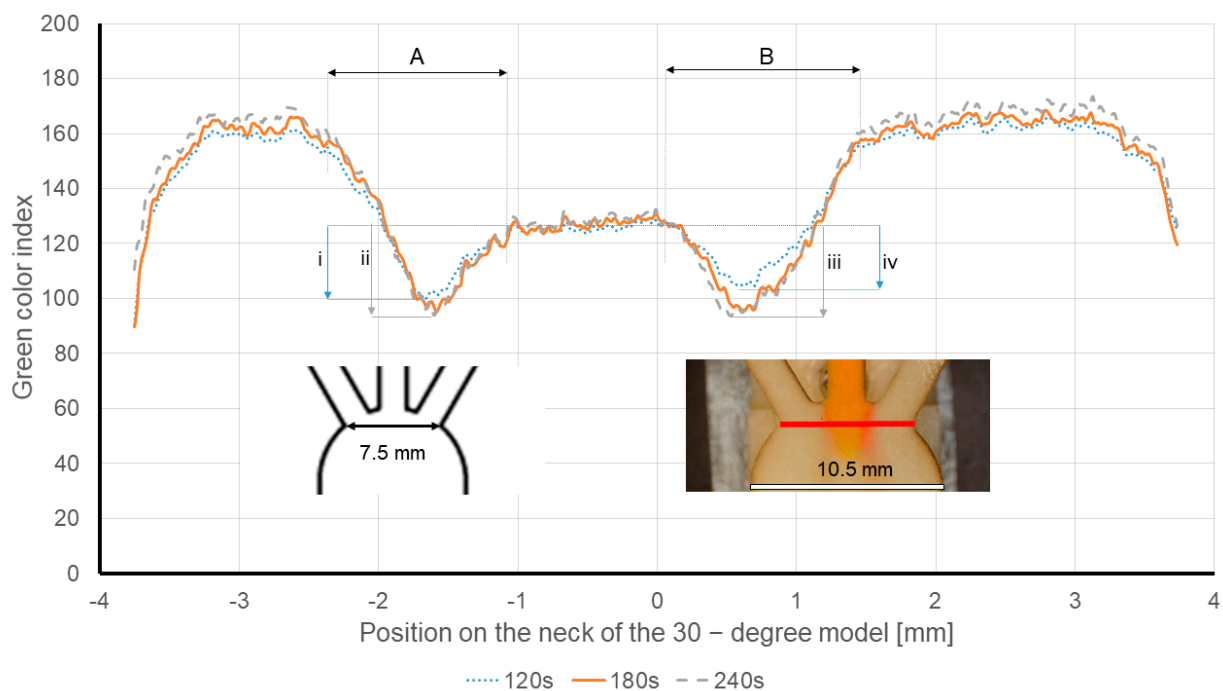 200
180
160
140
120
100
80
60
40
20
0
Green color index
A
B
i
ii
iii
iv
7.5 mm
10.5 mm
-4
-3
-2
-1
0
1
2
3
4
Position on the neck of the 30 – degree model [mm]
120s
180s
240s